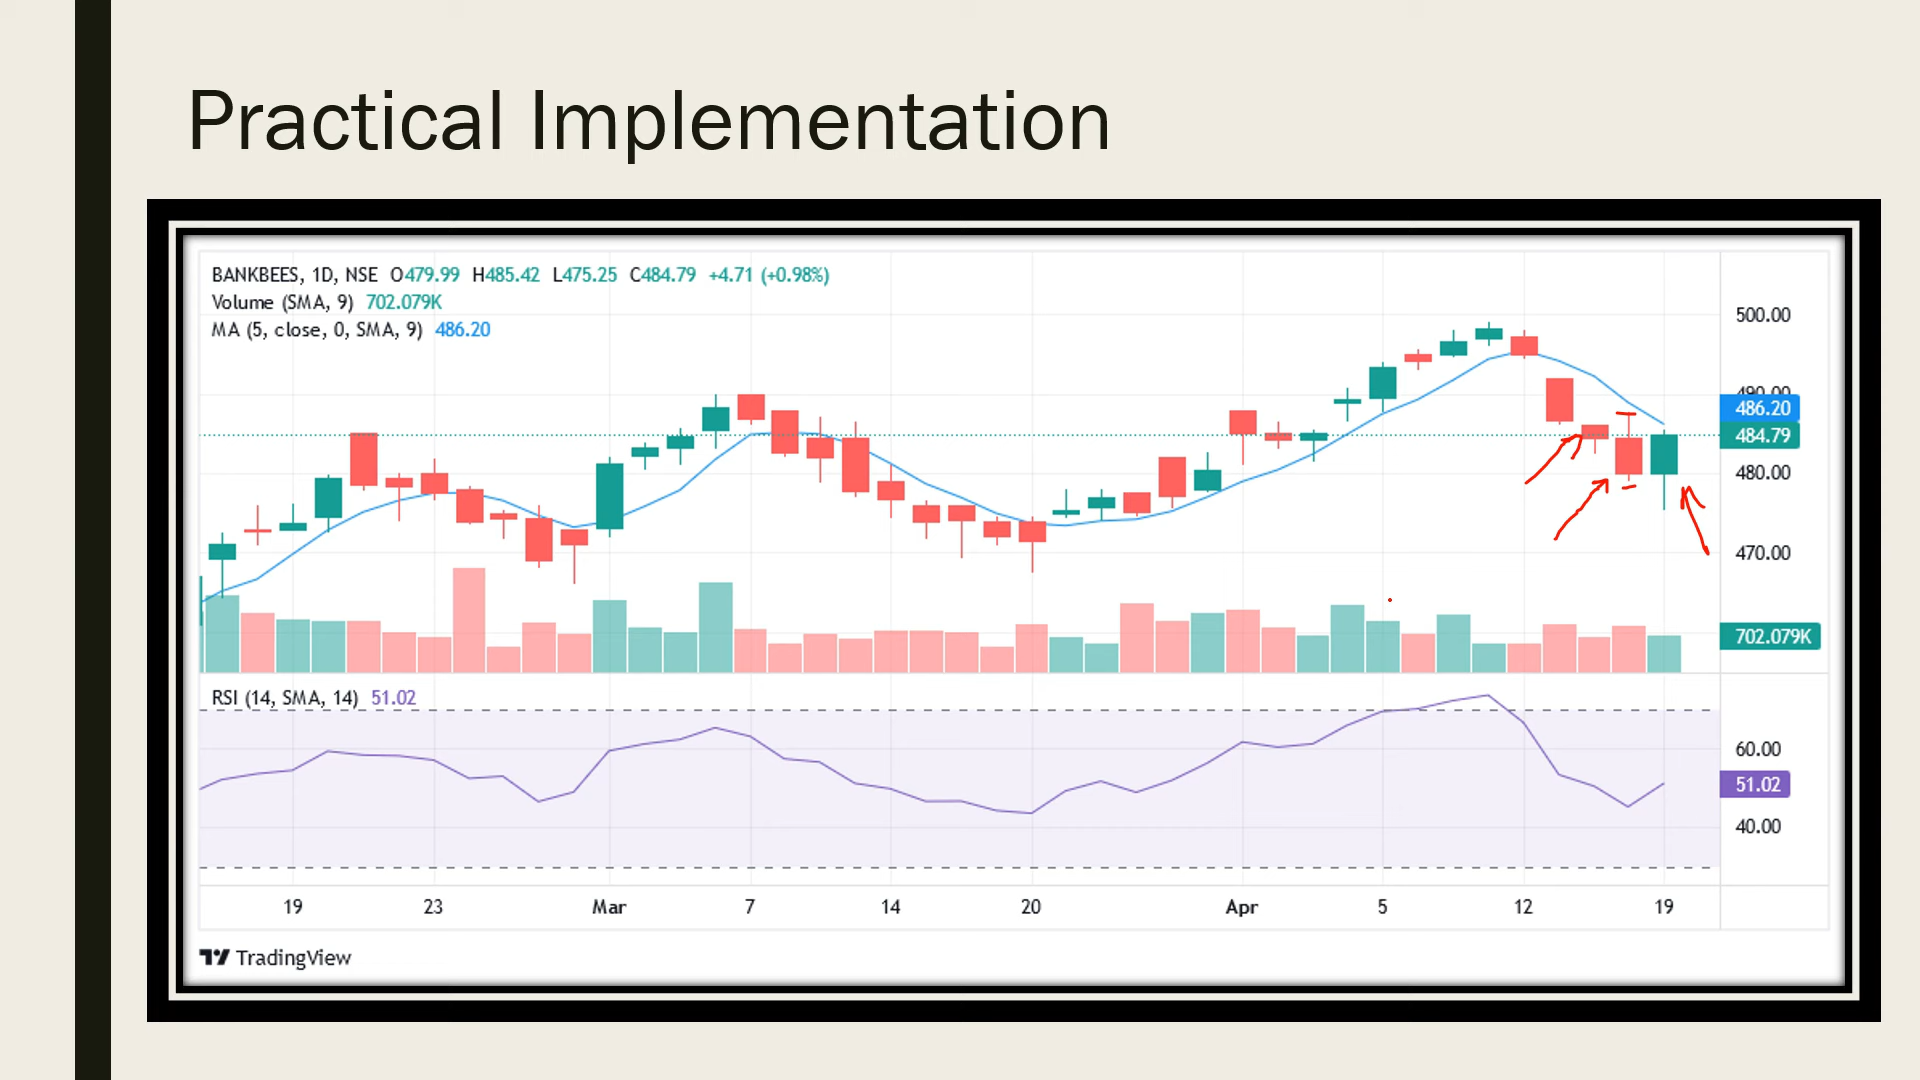 Practical Implementation
BANKBEES, 1D, NSE O479.99 H485.42 L475.25 C484.79 +4.71 (+0.98%)
Volume (SMA, 9) 702.079K
MA (5, close, 0, SMA, 9) 486.20
500.00
490.00
486.20
484.79
480.00
470.00
702.079K
RSI (14, SMA, 14) 51.02
60.00
51.02
40.00
19 23 Mar 7 14 20 Apr 5 12 19
TradingView